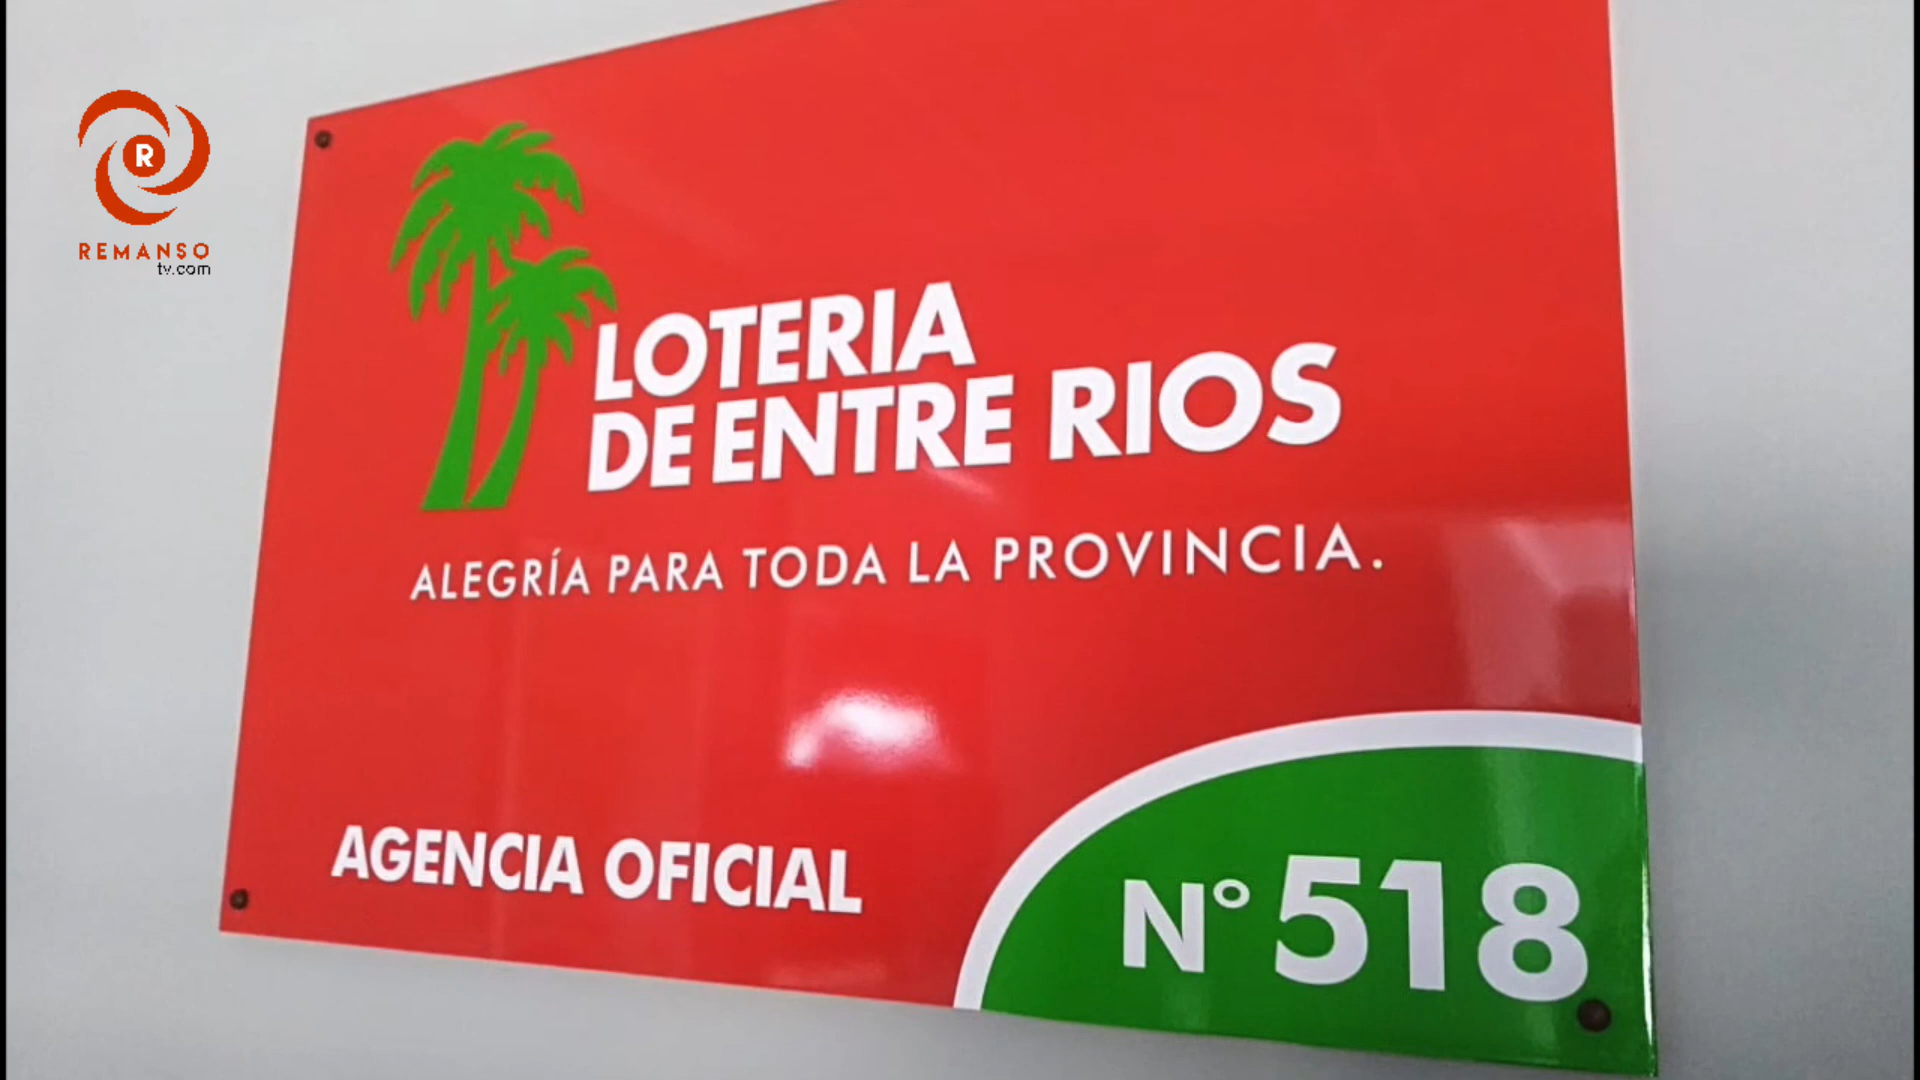 R
REMANSO
tv.com
LOTERIA
DE ENTRE RIOS
ALEGRÍA PARA TODA LA PROVINCIA.
AGENCIA OFICIAL
N° 518